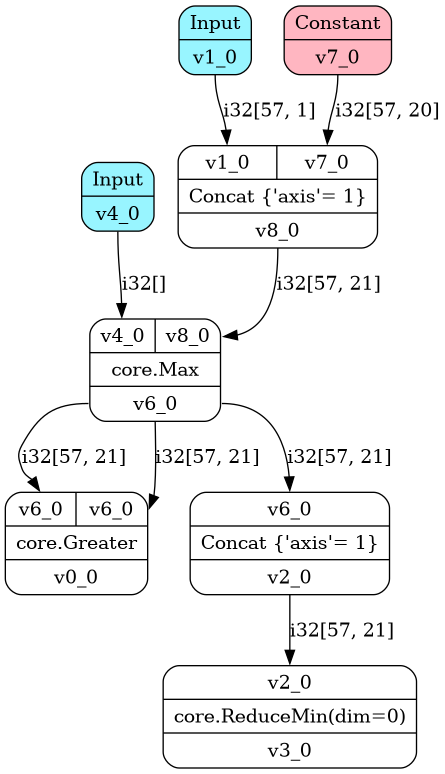 Input
v1_0
Constant
v7_0
i32[57, 1]
i32[57, 20]
v1_0 v7_0
Concat {'axis'= 1}
v8_0
Input
v4_0
i32[]
i32[57, 21]
v4_0 v8_0
core.Max
v6_0
i32[57, 21]
i32[57, 21]
i32[57, 21]
v6_0 v6_0
core.Greater
v0_0
v6_0
Concat {'axis'= 1}
v2_0
i32[57, 21]
v2_0
core.ReduceMin(dim=0)
v3_0